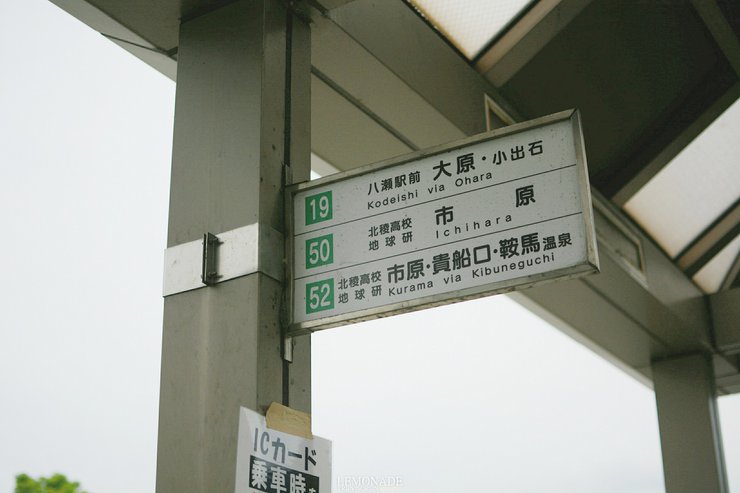 19 八瀬駅前 大原・小出石
Kodeishi via Ohara
50 北稜高校 地球研 市原
Ichihara
52 北稜高校 地球研 市原・貴船口・鞍馬温泉
Kurama via Kibuneguchi
ICカード
乗車時も
LEMONADE